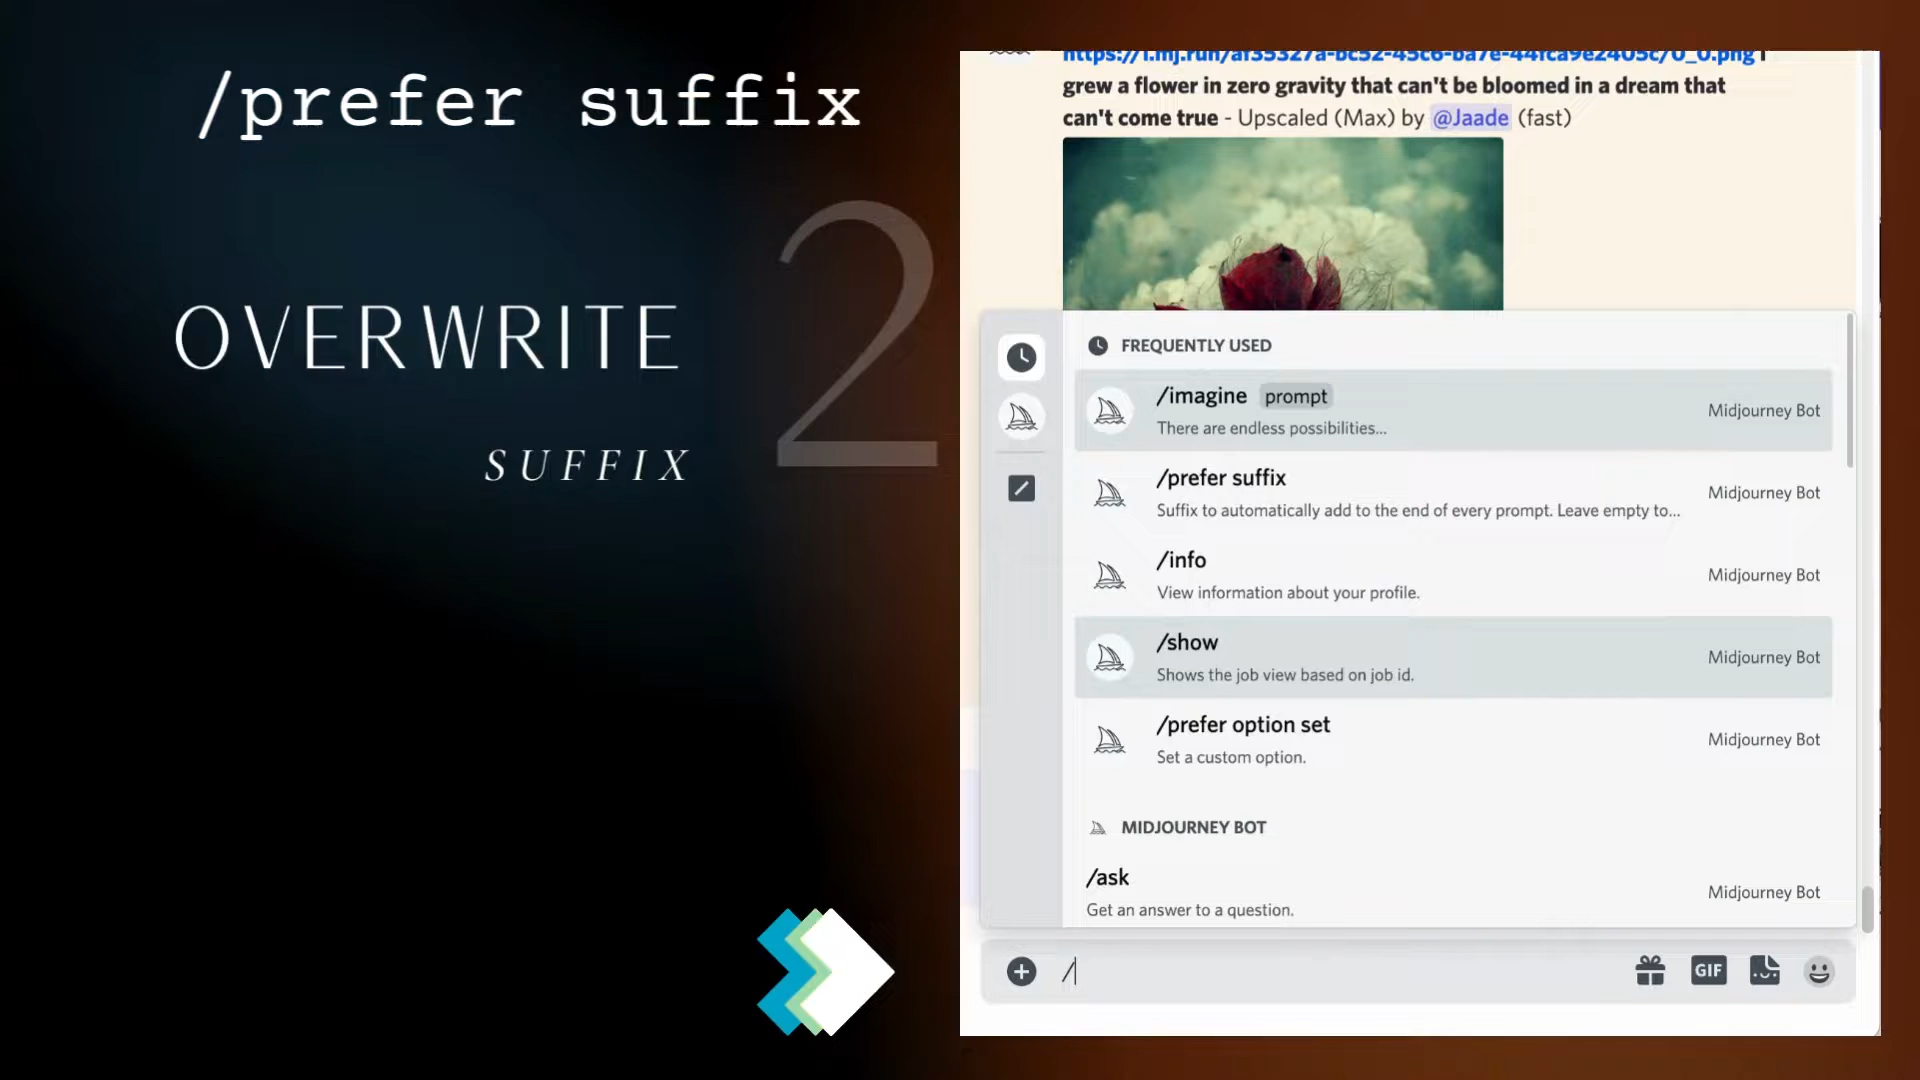 /prefer suffix
OVERWRITE
SUFFIX
2
grew a flower in zero gravity that can't be bloomed in a dream that
can't come true - Upscaled (Max) by @Jaade (fast)
FREQUENTLY USED
/imagine prompt
There are endless possibilities...
Midjourney Bot
/prefer suffix
Suffix to automatically add to the end of every prompt. Leave empty to...
Midjourney Bot
/info
View information about your profile.
Midjourney Bot
/show
Shows the job view based on job id.
Midjourney Bot
/prefer option set
Set a custom option.
Midjourney Bot
MIDJOURNEY BOT
/ask
Get an answer to a question.
Midjourney Bot
/
GIF